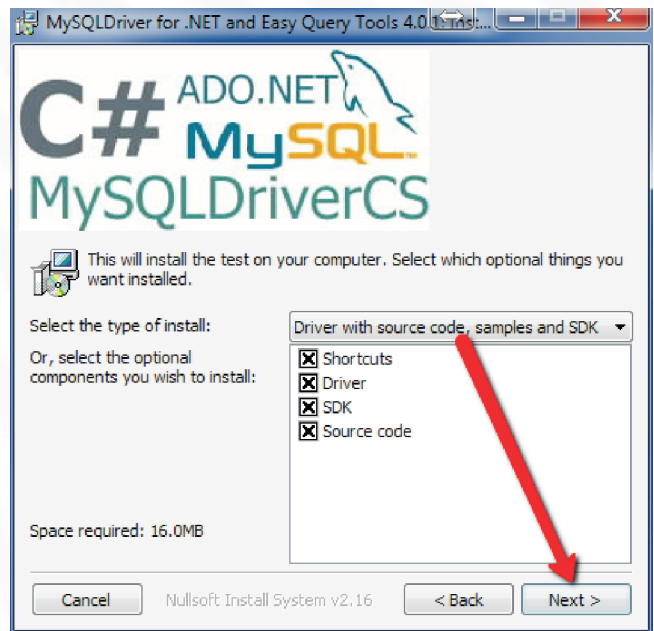 MySQLDriver for .NET and Easy Query Tools 4.0.1: Inst...
C# ADO.NET
MySQL
MySQLDriverCS
This will install the test on your computer. Select which optional things you
want installed.
Select the type of install:
Driver with source code, samples and SDK
Or, select the optional
components you wish to install:
Shortcuts
Driver
SDK
Source code
Space required: 16.0MB
Cancel
Nullsoft Install System v2.16
< Back
Next >